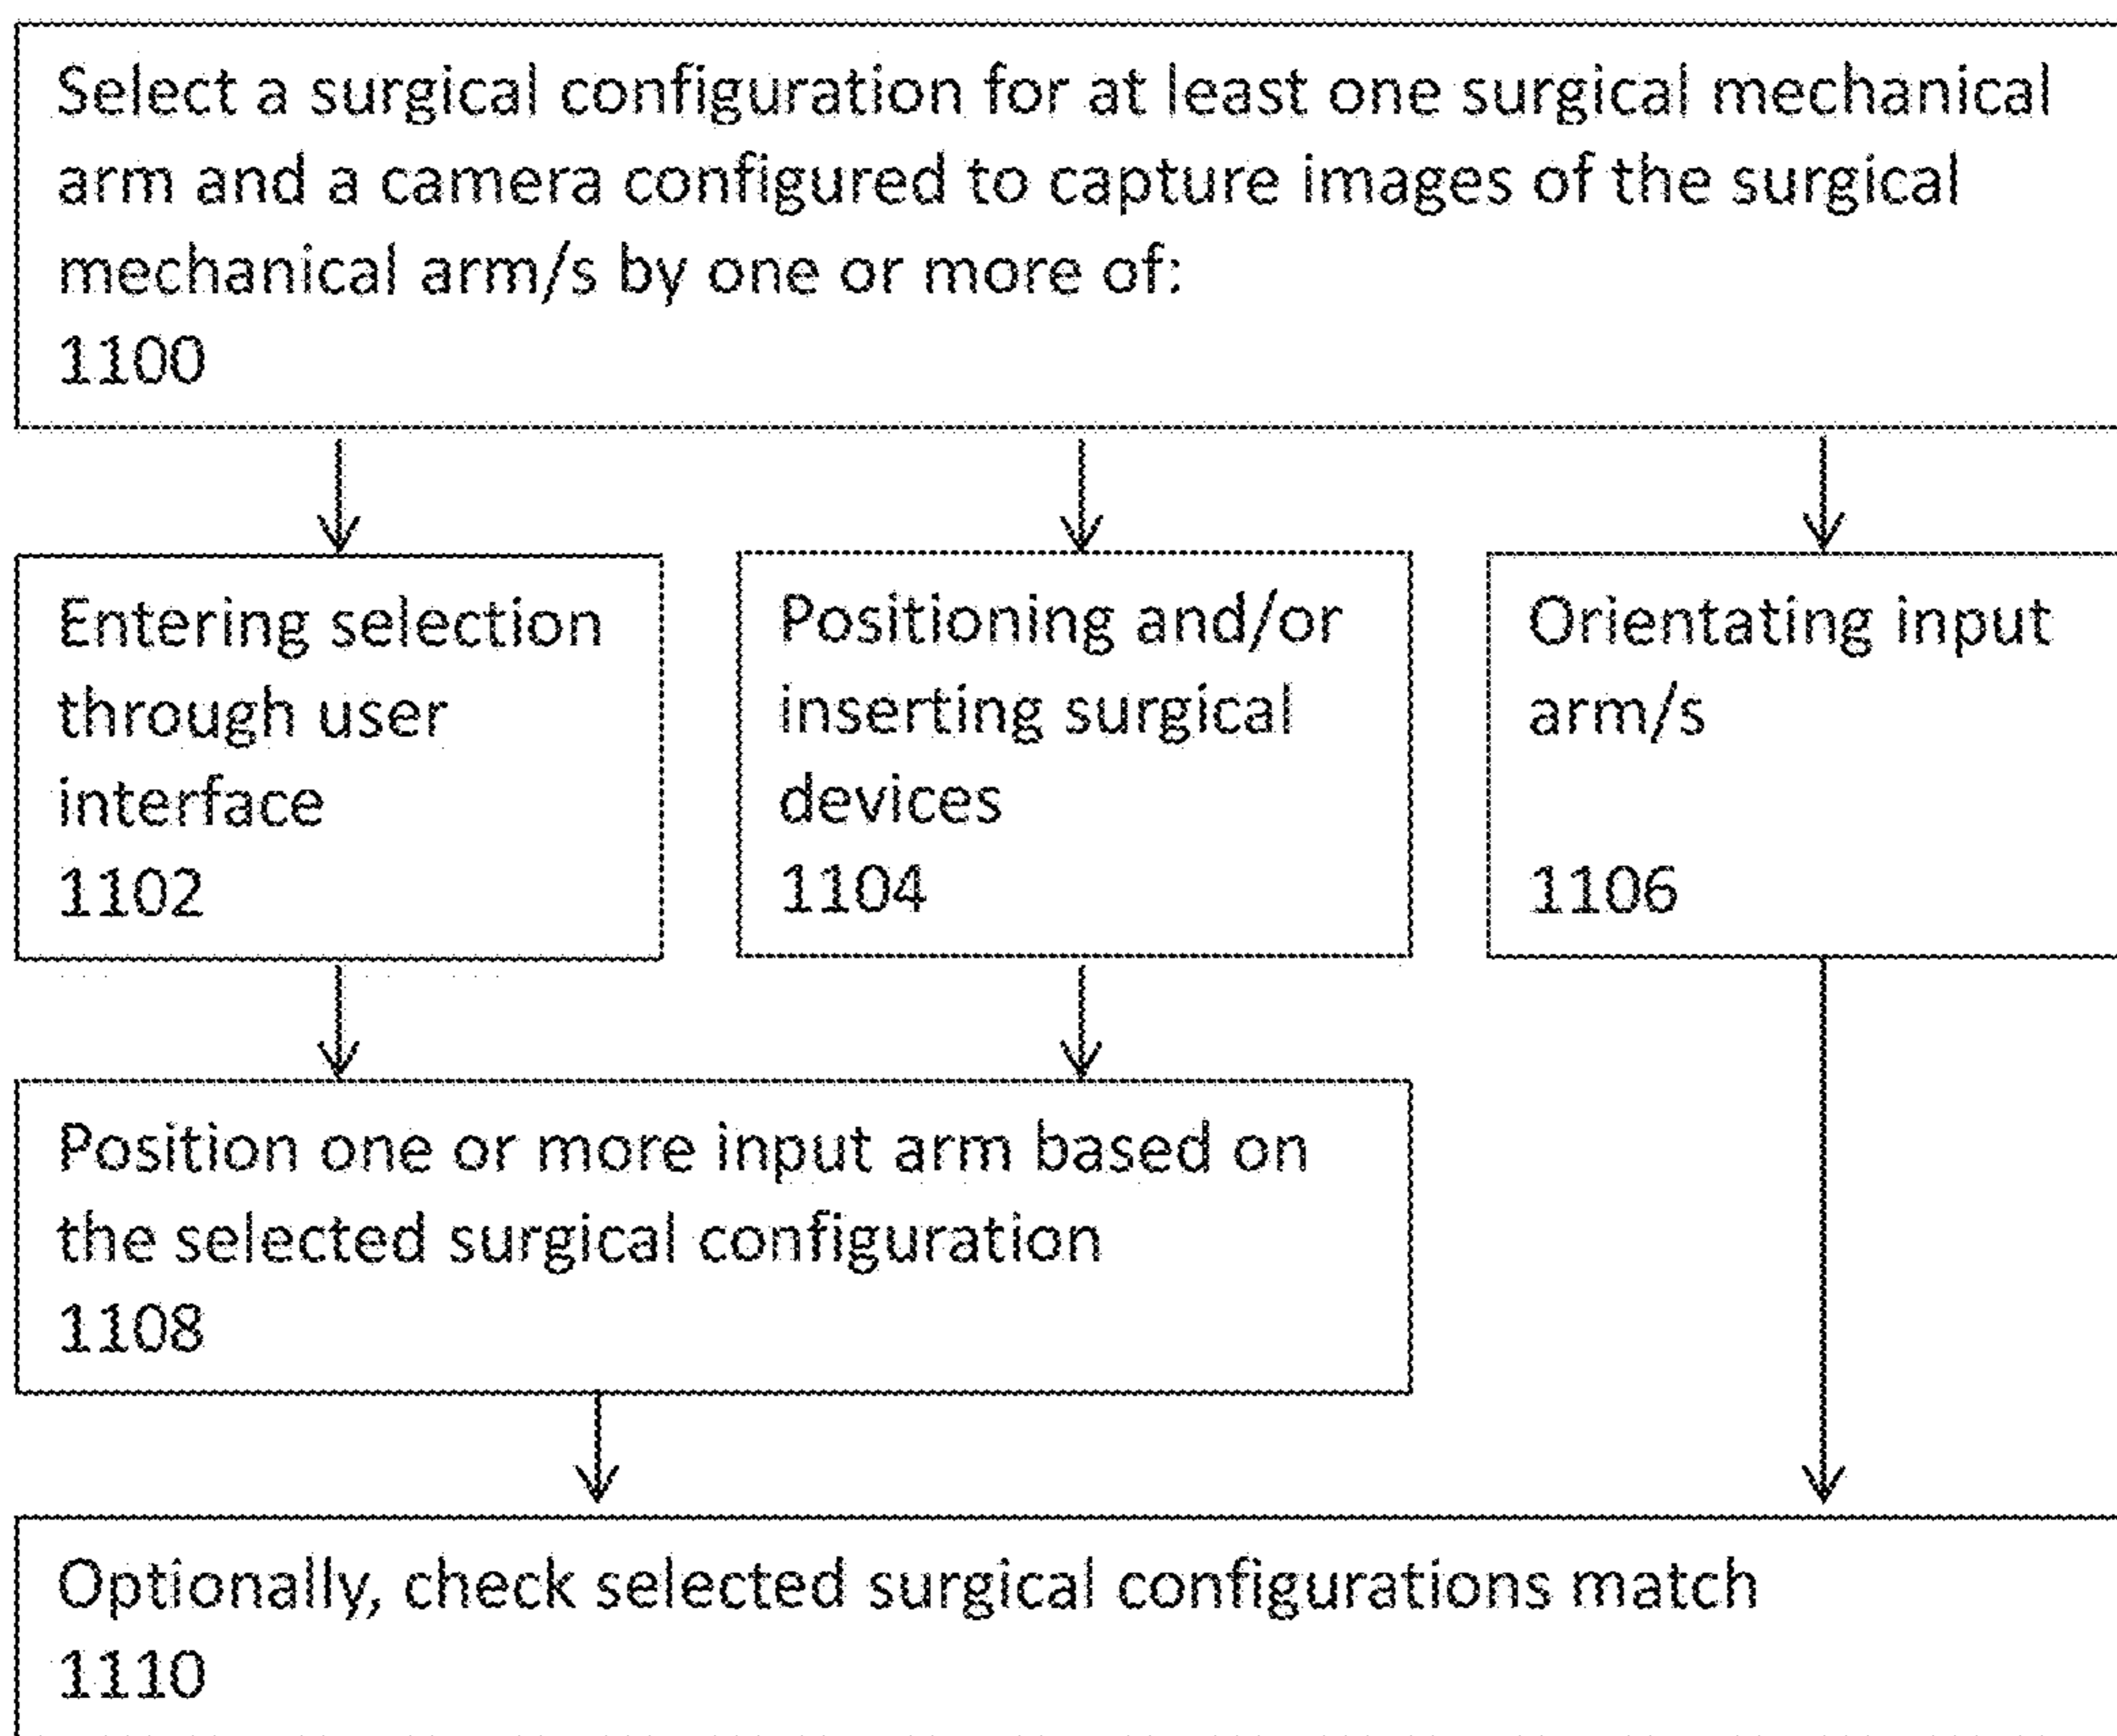 Select a surgical configuration for at least one surgical mechanical
arm and a camera configured to capture images of the surgical
mechanical arm/s by one or more of:
1100
Entering selection
through user
interface
1102
Positioning and/or
inserting surgical
devices
1104
Orientating input
arm/s
1106
Position one or more input arm based on
the selected surgical configuration
1108
Optionally, check selected surgical configurations match
1110